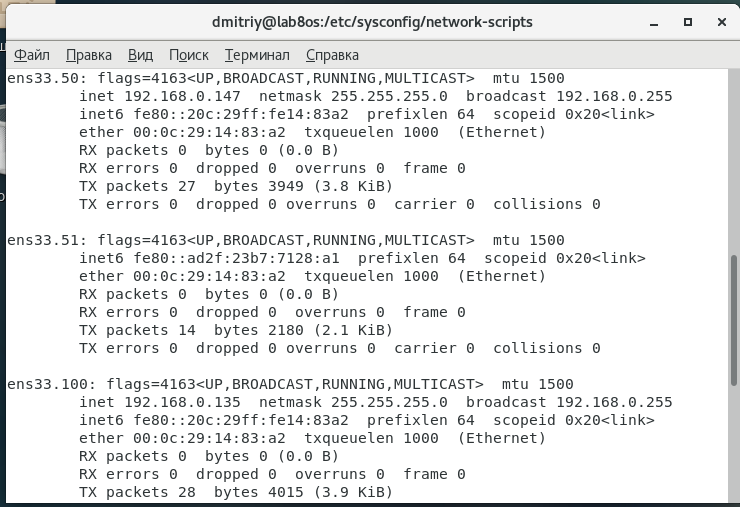 dmitriy@lab8os:/etc/sysconfig/network-scripts
Файл Правка Вид Поиск Терминал Справка
ens33.50: flags=4163<UP,BROADCAST,RUNNING,MULTICAST>  mtu 1500
        inet 192.168.0.147  netmask 255.255.255.0  broadcast 192.168.0.255
        inet6 fe80::20c:29ff:fe14:83a2  prefixlen 64  scopeid 0x20<link>
        ether 00:0c:29:14:83:a2  txqueuelen 1000  (Ethernet)
        RX packets 0  bytes 0 (0.0 B)
        RX errors 0  dropped 0  overruns 0  frame 0
        TX packets 27  bytes 3949 (3.8 KiB)
        TX errors 0  dropped 0 overruns 0  carrier 0  collisions 0

ens33.51: flags=4163<UP,BROADCAST,RUNNING,MULTICAST>  mtu 1500
        inet6 fe80::ad2f:23b7:7128:a1  prefixlen 64  scopeid 0x20<link>
        ether 00:0c:29:14:83:a2  txqueuelen 1000  (Ethernet)
        RX packets 0  bytes 0 (0.0 B)
        RX errors 0  dropped 0  overruns 0  frame 0
        TX packets 14  bytes 2180 (2.1 KiB)
        TX errors 0  dropped 0 overruns 0  carrier 0  collisions 0

ens33.100: flags=4163<UP,BROADCAST,RUNNING,MULTICAST>  mtu 1500
        inet 192.168.0.135  netmask 255.255.255.0  broadcast 192.168.0.255
        inet6 fe80::20c:29ff:fe14:83a2  prefixlen 64  scopeid 0x20<link>
        ether 00:0c:29:14:83:a2  txqueuelen 1000  (Ethernet)
        RX packets 0  bytes 0 (0.0 B)
        RX errors 0  dropped 0  overruns 0  frame 0
        TX packets 28  bytes 4015 (3.9 KiB)